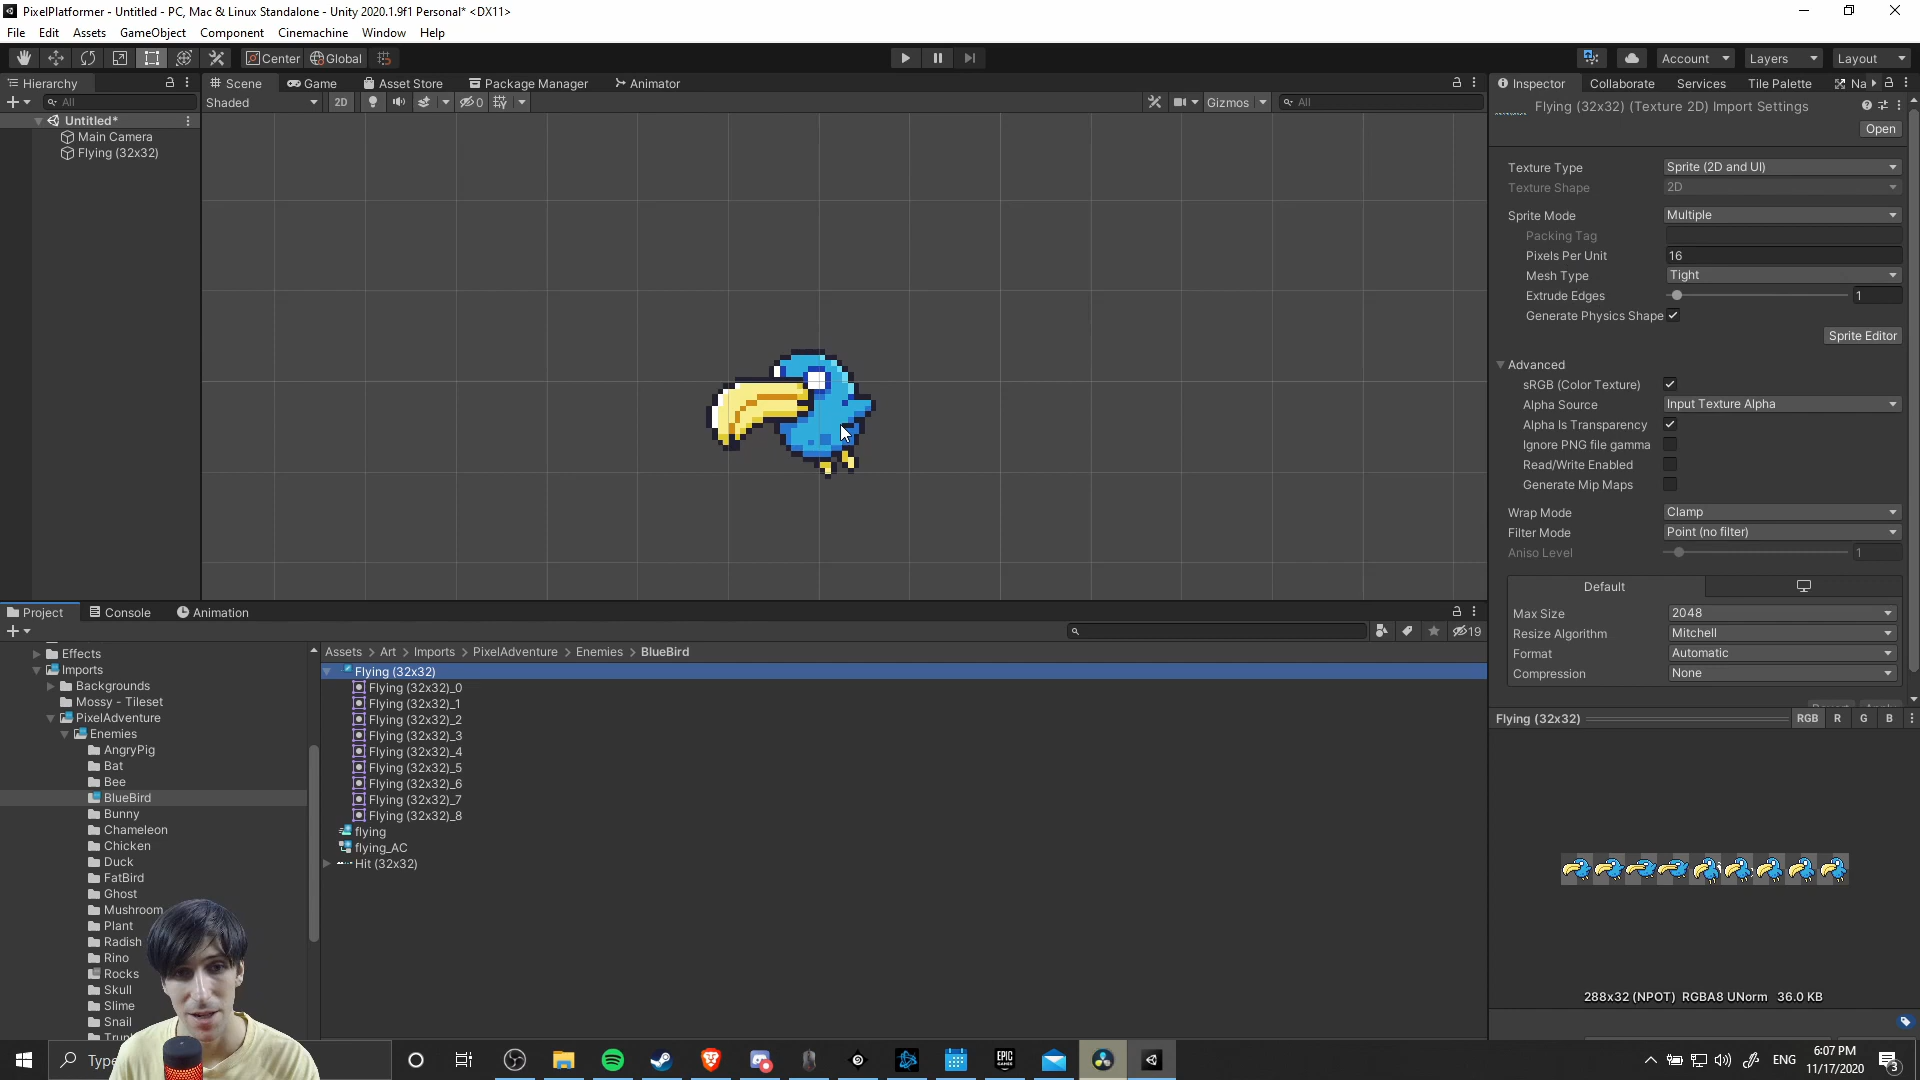 PixelPlatformer - Untitled - PC, Mac & Linux Standalone - Unity 2020.1.9f1 Personal* <DX11>
File Edit Assets GameObject Component Cinemachine Window Help
Center Global Account Layers Layout
Hierarchy Scene Game Asset Store Package Manager Animator Inspector Collaborate Services Tile Palette Na
All Shaded 2D 0 Gizmos All
Flying (32x32) (Texture 2D) Import Settings
Open
Untitled*
Main Camera
Flying (32x32)
Texture Type Sprite (2D and UI)
Texture Shape 2D
Sprite Mode Multiple
Packing Tag
Pixels Per Unit 16
Mesh Type Tight
Extrude Edges 1
Generate Physics Shape
Sprite Editor
Advanced
sRGB (Color Texture)
Alpha Source Input Texture Alpha
Alpha Is Transparency
Ignore PNG file gamma
Read/Write Enabled
Generate Mip Maps
Wrap Mode Clamp
Filter Mode Point (no filter)
Aniso Level 1
Default
Max Size 2048
Resize Algorithm Mitchell
Format Automatic
Compression None
Project Console Animation
19
Effects
Imports
Backgrounds
Mossy - Tileset
PixelAdventure
Enemies
AngryPig
Bat
Bee
BlueBird
Bunny
Chameleon
Chicken
Duck
FatBird
Ghost
Mushroom
Plant
Radish
Rino
Rocks
Skull
Slime
Snail
Assets > Art > Imports > PixelAdventure > Enemies > BlueBird
Flying (32x32)
Flying (32x32)_0
Flying (32x32)_1
Flying (32x32)_2
Flying (32x32)_3
Flying (32x32)_4
Flying (32x32)_5
Flying (32x32)_6
Flying (32x32)_7
Flying (32x32)_8
flying
flying_AC
Hit (32x32)
Flying (32x32) RGB R G B
288x32 (NPOT) RGBA8 UNorm 36.0 KB
Type
EPIC GAMES
ENG
6:07 PM
11/17/2020
3